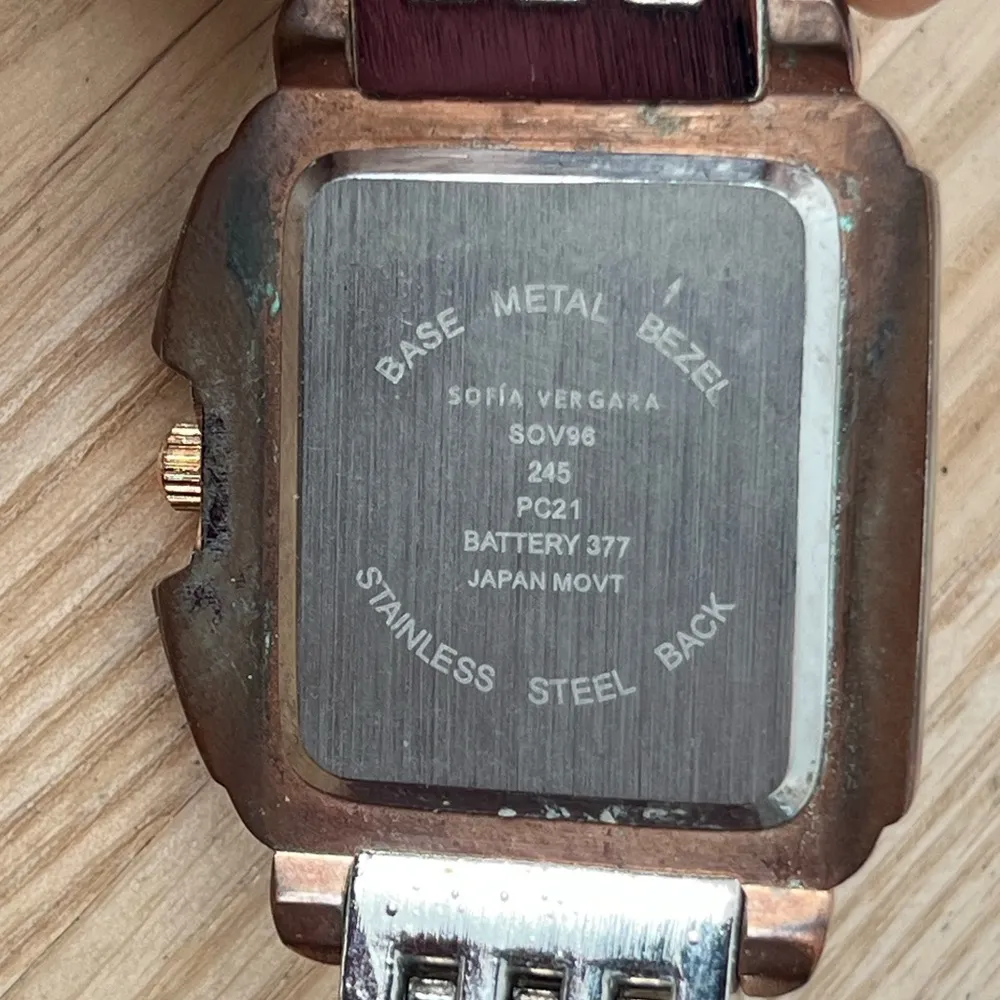 BASE METAL BEZEL
SOFÍA VERGARA
SOV96
245
PC21
BATTERY 377
JAPAN MOVT
STAINLESS STEEL BACK